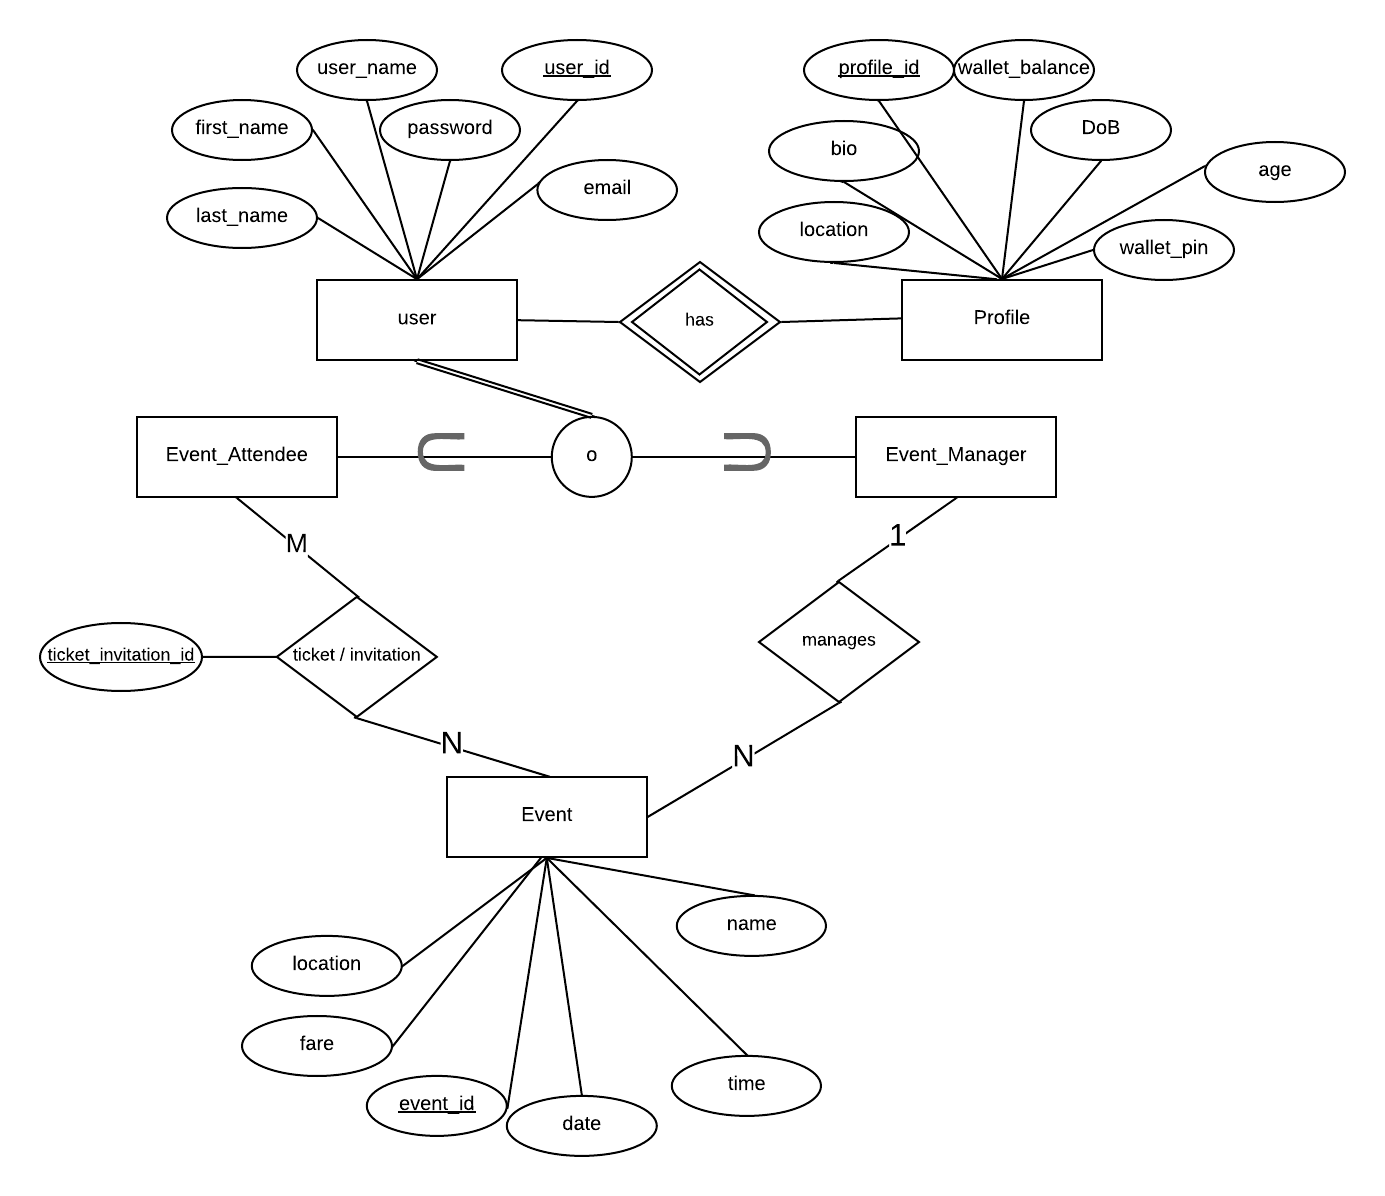 user_name
user_id
profile_id
wallet_balance
first_name
password
DoB
bio
age
email
last_name
location
wallet_pin
user
has
Profile
Event_Attendee
o
Event_Manager
M
1
ticket_invitation_id
ticket / invitation
manages
N
N
Event
name
location
fare
time
event_id
date